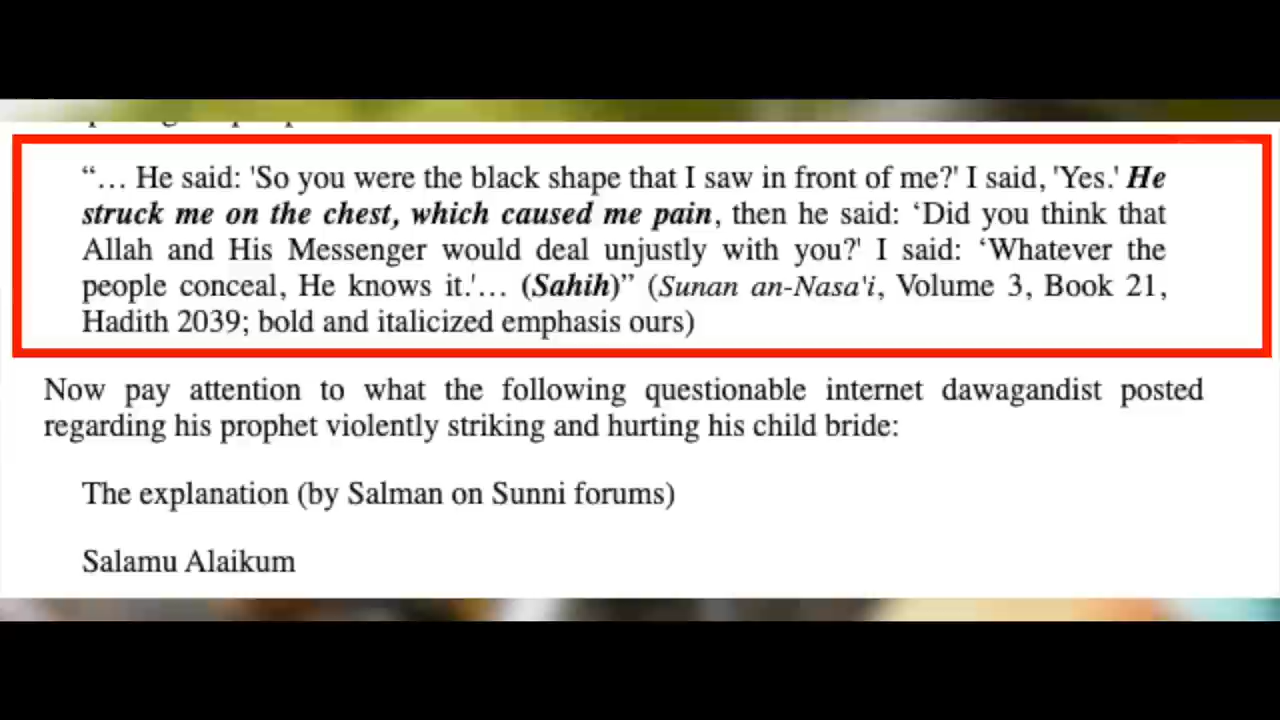 “… He said: 'So you were the black shape that I saw in front of me?' I said, 'Yes.' He
struck me on the chest, which caused me pain, then he said: ‘Did you think that
Allah and His Messenger would deal unjustly with you?' I said: ‘Whatever the
people conceal, He knows it.'… (Sahih)” (Sunan an-Nasa'i, Volume 3, Book 21,
Hadith 2039; bold and italicized emphasis ours)
Now pay attention to what the following questionable internet dawagandist posted
regarding his prophet violently striking and hurting his child bride:
The explanation (by Salman on Sunni forums)
Salamu Alaikum